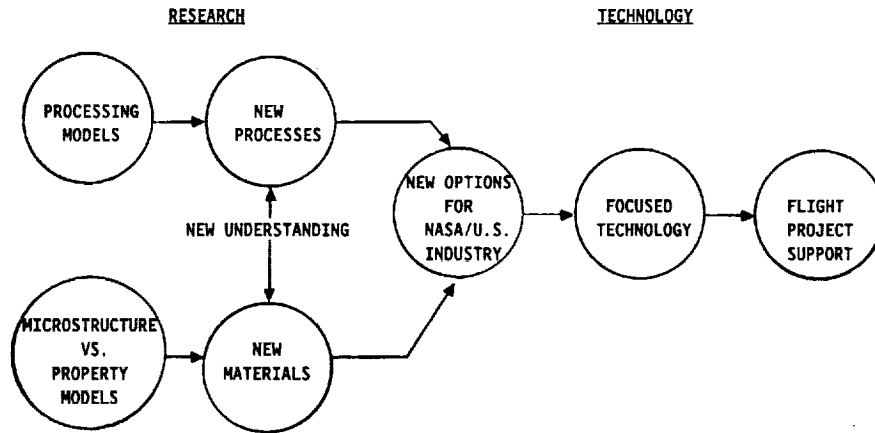 RESEARCH
TECHNOLOGY
PROCESSING
MODELS
NEW
PROCESSES
NEW UNDERSTANDING
MICROSTRUCTURE
VS.
PROPERTY
MODELS
NEW
MATERIALS
NEW OPTIONS
FOR
NASA/U.S.
INDUSTRY
FOCUSED
TECHNOLOGY
FLIGHT
PROJECT
SUPPORT